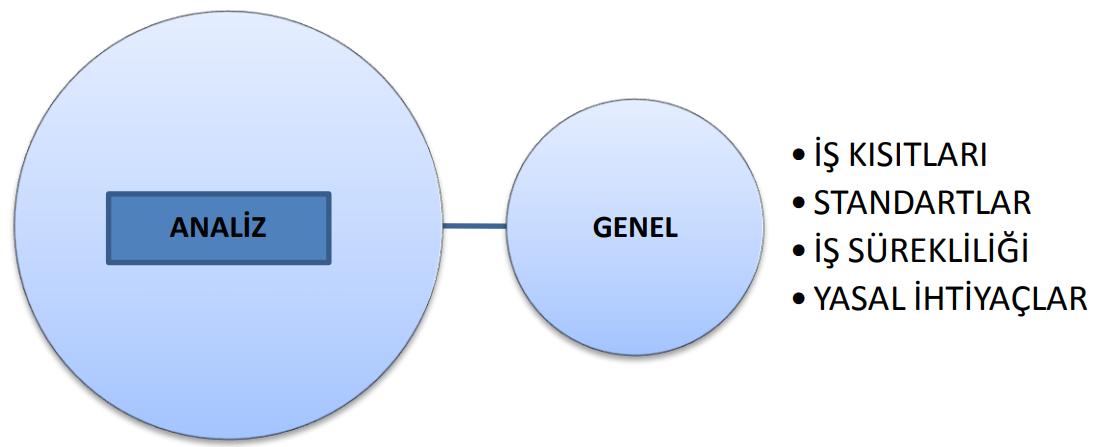 ANALİZ
GENEL
• İŞ KISITLARI
• STANDARTLAR
• İŞ SÜREKLİLİĞİ
• YASAL İHTİYAÇLAR